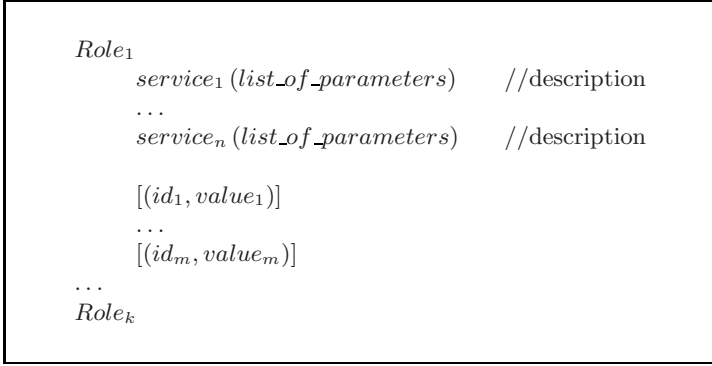 Role₁
service₁ (list_of_parameters) //description
...
serviceₙ (list_of_parameters) //description
[(id₁, value₁)]
...
[(idₘ, valueₘ)]
...
Roleₖ